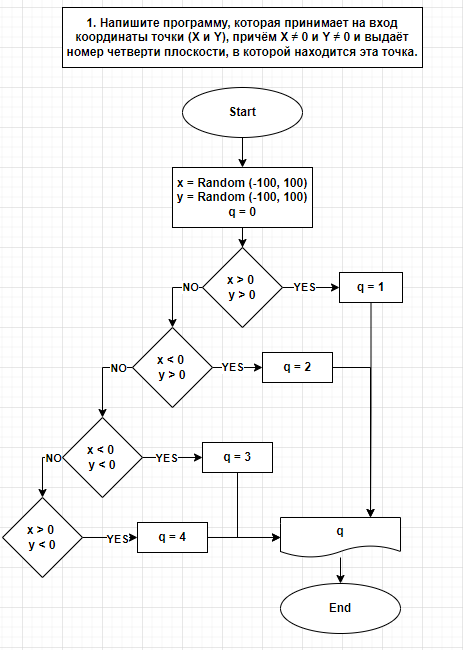 1. Напишите программу, которая принимает на вход
координаты точки (X и Y), причём X ≠ 0 и Y ≠ 0 и выдаёт
номер четверти плоскости, в которой находится эта точка.
Start
x = Random (-100, 100)
y = Random (-100, 100)
q = 0
x > 0
y > 0
NO
YES
q = 1
x < 0
y > 0
NO
YES
q = 2
x < 0
y < 0
NO
YES
q = 3
x > 0
y < 0
YES
q = 4
q
End